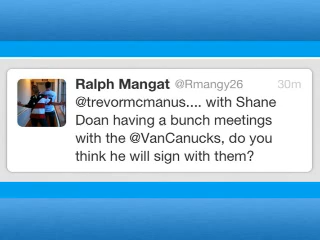 Ralph Mangat @Rmangy26 30m
@trevormcmanus.... with Shane
Doan having a bunch meetings
with the @VanCanucks, do you
think he will sign with them?